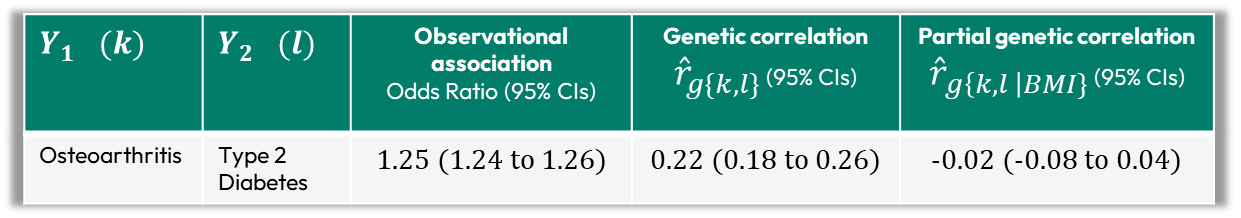 Y₁ (k)
Y₂ (l)
Observational
association
Odds Ratio (95% CIs)
Genetic correlation
r̂g{k,l} (95% CIs)
Partial genetic correlation
r̂g{k,l |BMI} (95% CIs)
Osteoarthritis
Type 2
Diabetes
1.25 (1.24 to 1.26)
0.22 (0.18 to 0.26)
-0.02 (-0.08 to 0.04)